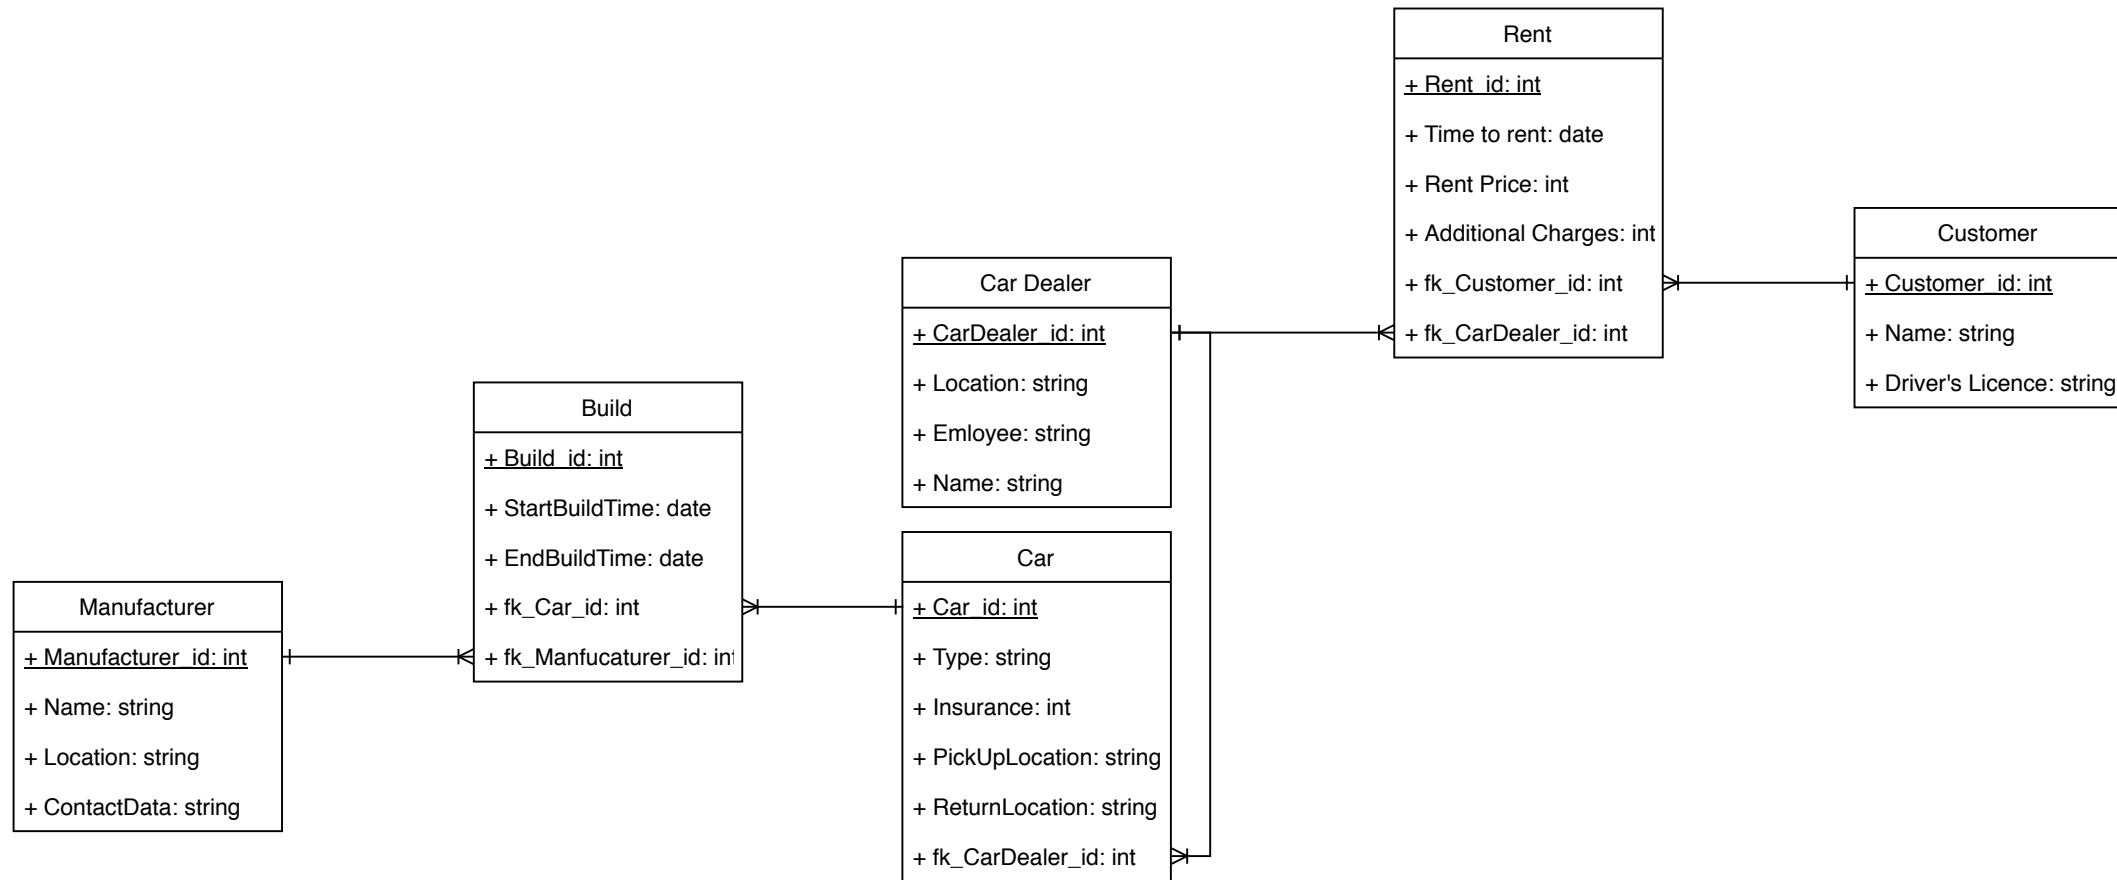 Rent
+ Rent_id: int
+ Time to rent: date
+ Rent Price: int
+ Additional Charges: int
+ fk_Customer_id: int
+ fk_CarDealer_id: int
Customer
+ Customer_id: int
+ Name: string
+ Driver's Licence: string
Car Dealer
+ CarDealer_id: int
+ Location: string
+ Emloyee: string
+ Name: string
Build
+ Build_id: int
+ StartBuildTime: date
+ EndBuildTime: date
+ fk_Car_id: int
+ fk_Manfucaturer_id: int
Car
+ Car_id: int
+ Type: string
+ Insurance: int
+ PickUpLocation: string
+ ReturnLocation: string
+ fk_CarDealer_id: int
Manufacturer
+ Manufacturer_id: int
+ Name: string
+ Location: string
+ ContactData: string